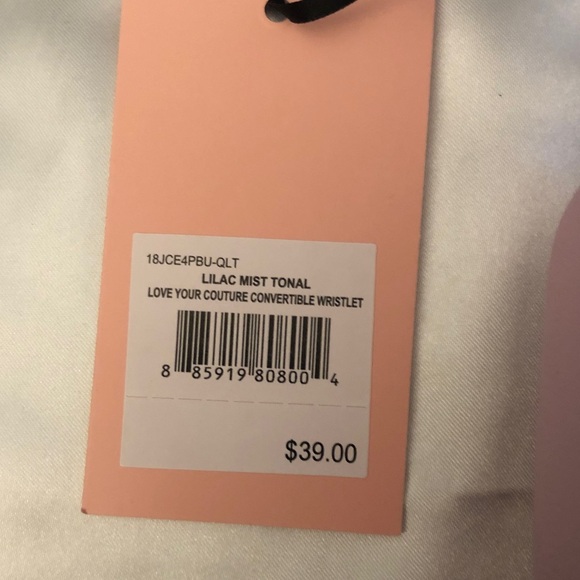 18JCE4PBU-QLT
LILAC MIST TONAL
LOVE YOUR COUTURE CONVERTIBLE WRISTLET
8 85919 80800 4
$39.00